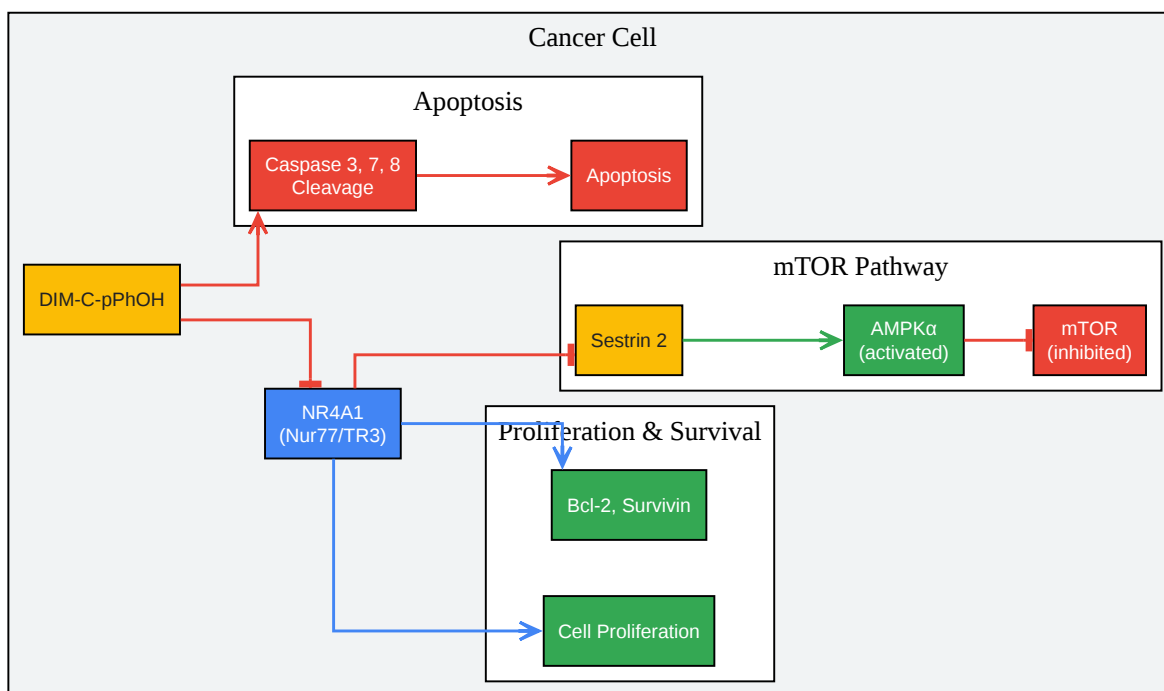 Cancer Cell
Apoptosis
Caspase 3, 7, 8
Cleavage
Apoptosis
DIM-C-pPhOH
mTOR Pathway
Sestrin 2
AMPKα
(activated)
mTOR
(inhibited)
NR4A1
(Nur77/TR3)
Proliferation & Survival
Bcl-2, Survivin
Cell Proliferation